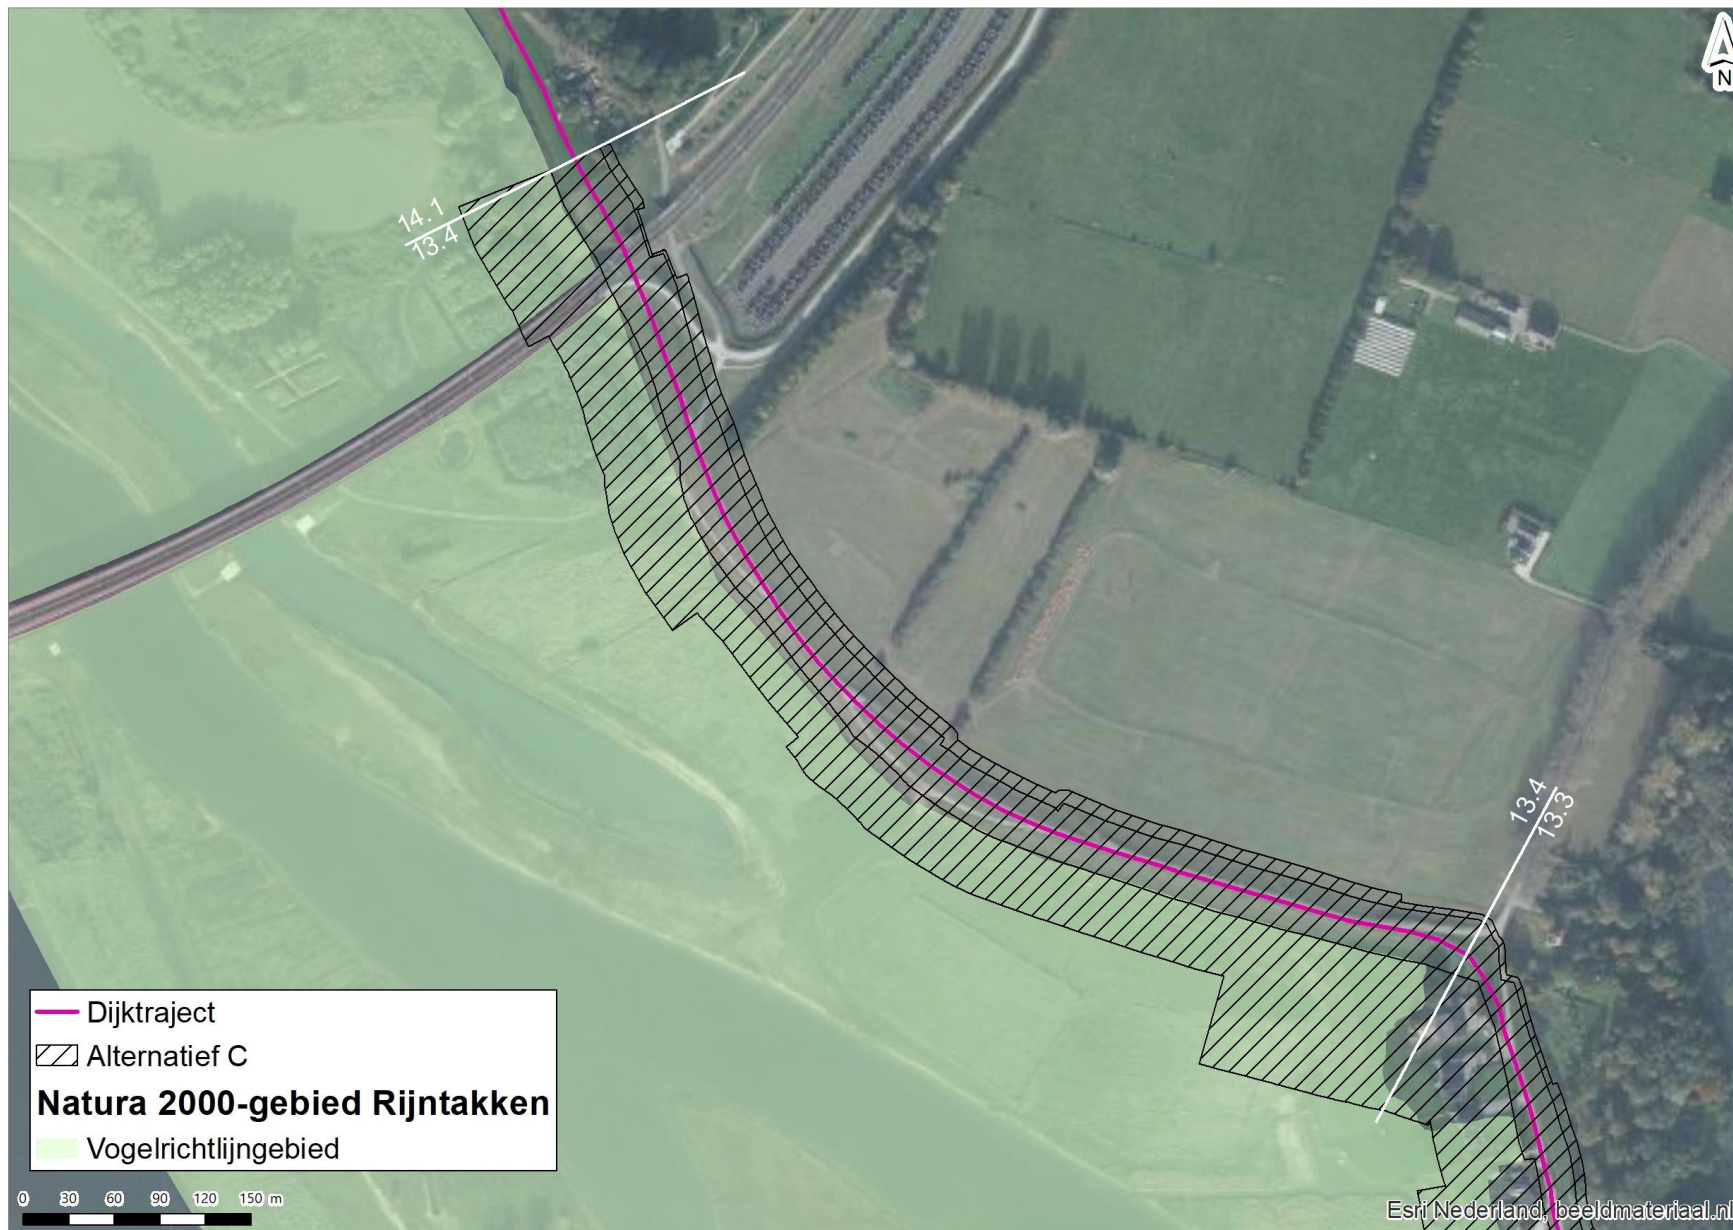 N
14.1
13.4
13.4
13.3
Dijktraject
Alternatief C
Natura 2000-gebied Rijntakken
Vogelrichtlijngebied
0 30 60 90 120 150 m
Esri Nederland, beeldmateriaal.nl